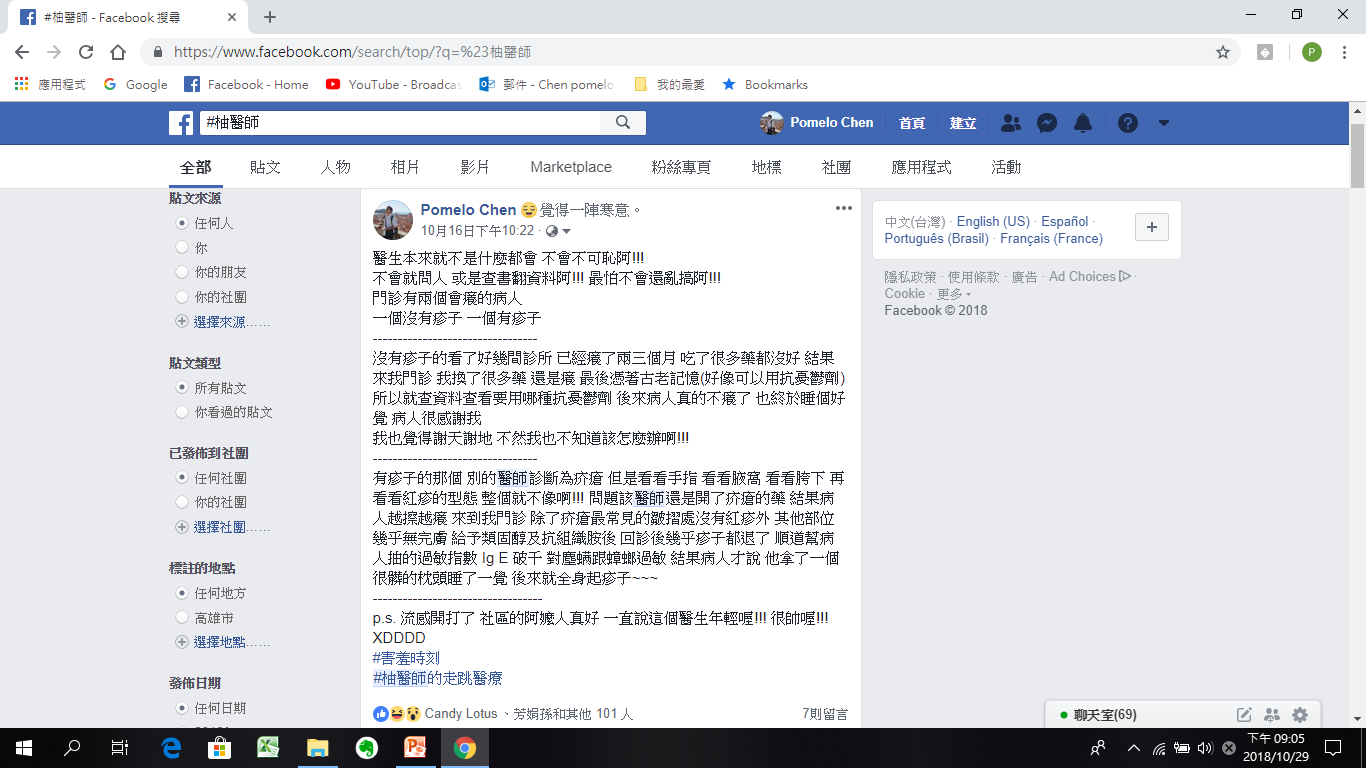 #柚醫師 - Facebook 搜尋
https://www.facebook.com/search/top/?q=%23柚醫師
P
應用程式
Google
Facebook - Home
YouTube - Broadcas
郵件 - Chen pomelo
我的最愛
Bookmarks
#柚醫師
Pomelo Chen
首頁
建立
全部
貼文
人物
相片
影片
Marketplace
粉絲專頁
地標
社團
應用程式
活動
貼文來源
任何人
你
你的朋友
你的社團
選擇來源……
貼文類型
所有貼文
你看過的貼文
已發佈到社團
任何社團
你的社團
選擇社團……
標註的地點
任何地方
高雄市
選擇地點……
發佈日期
任何日期
Pomelo Chen 覺得一陣寒意。
10月16日下午10:22 ·
醫生本來就不是什麼都會 不會不可恥阿!!!
不會就問人 或是查書翻資料阿!!! 最怕不會還亂搞阿!!!
門診有兩個會癢的病人
一個沒有疹子 一個有疹子
---------------------------------
沒有疹子的看了好幾間診所 已經癢了兩三個月 吃了很多藥都沒好 結果
來我門診 我換了很多藥 還是癢 最後憑著古老記憶(好像可以用抗憂鬱劑)
所以就查資料查看要用哪種抗憂鬱劑 後來病人真的不癢了 也終於睡個好
覺 病人很感謝我
我也覺得謝天謝地 不然我也不知道該怎麼辦啊!!!
---------------------------------
有疹子的那個 別的醫師診斷為疥瘡 但是看看手指 看看腋窩 看看胯下 再
看看紅疹的型態 整個就不像啊!!! 問題該醫師還是開了疥瘡的藥 結果病
人越擦越癢 來到我門診 除了疥瘡最常見的皺摺處沒有紅疹外 其他部位
幾乎無完膚 給予類固醇及抗組織胺後 回診後幾乎疹子都退了 順道幫病
人抽的過敏指數 Ig E 破千 對塵蟎跟蟑螂過敏 結果病人才說 他拿了一個
很髒的枕頭睡了一覺 後來就全身起疹子~~~
----------------------------------
p.s. 流感開打了 社區的阿嬤人真好 一直說這個醫生年輕喔!!! 很帥喔!!!
XDDDD
#害羞時刻
#柚醫師的走跳醫療
Candy Lotus、芳娟孫和其他 101 人
7則留言
中文(台灣) · English (US) · Español ·
Português (Brasil) · Français (France)
隱私政策 · 使用條款 · 廣告 · Ad Choices ·
Cookie · 更多
Facebook © 2018
聊天室(69)
下午 09:05
2018/10/29